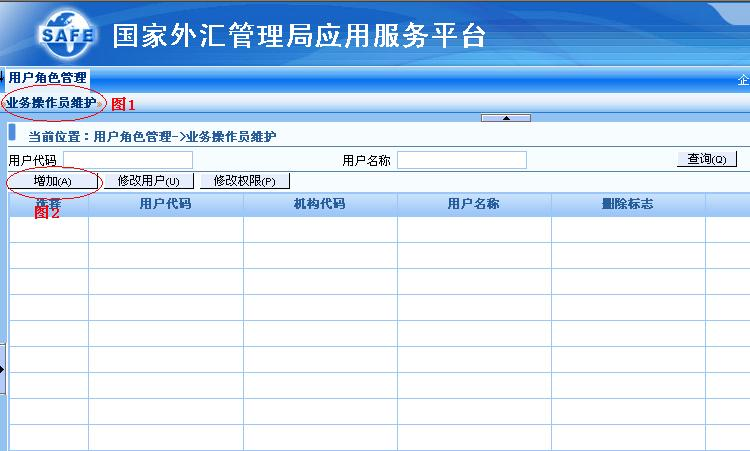 SAFE 国家外汇管理局应用服务平台
用户角色管理
企
业务操作员维护 图1
当前位置：用户角色管理->业务操作员维护
用户代码 用户名称 查询(Q)
增加(A) 修改用户(U) 修改权限(P)
图2
选择 用户代码 机构代码 用户名称 删除标志